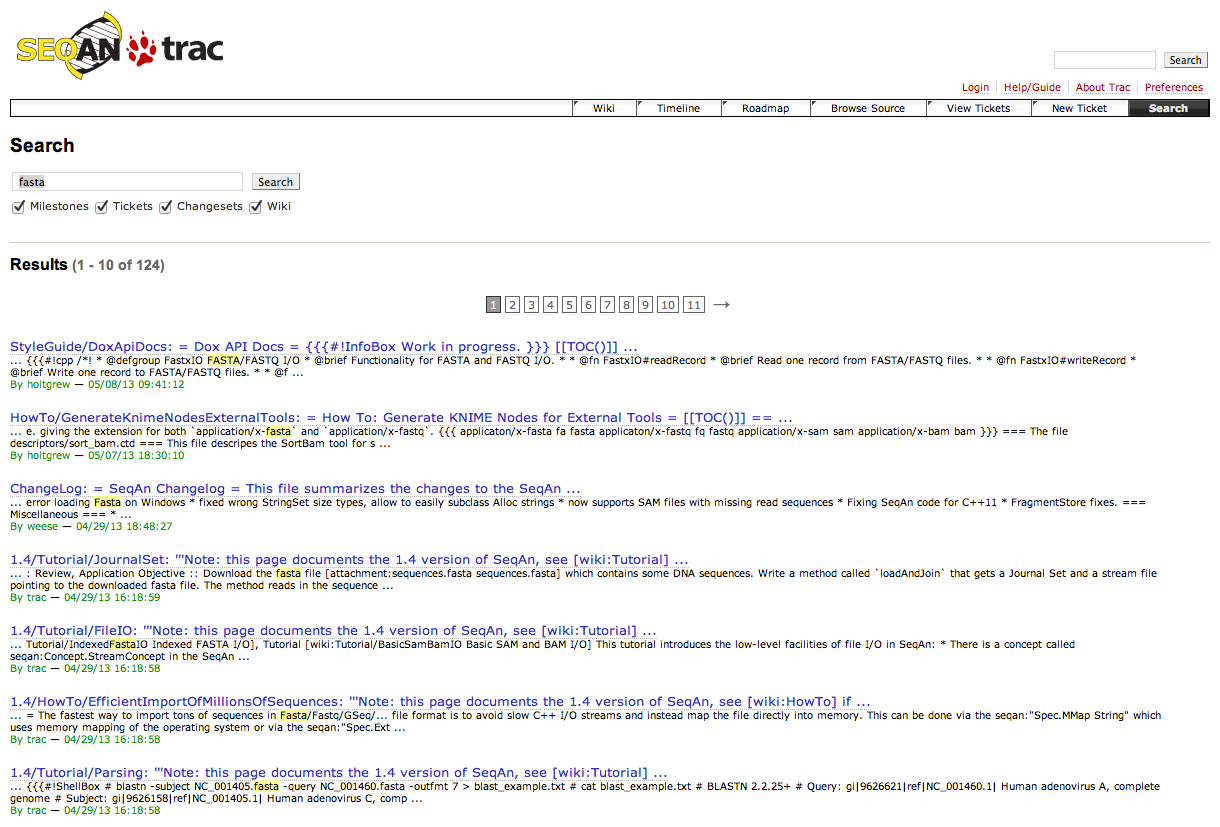 SEQAN trac
Search
Login Help/Guide About Trac Preferences
Wiki Timeline Roadmap Browse Source View Tickets New Ticket Search
Search
fasta Search
Milestones Tickets Changesets Wiki
Results (1 - 10 of 124)
1 2 3 4 5 6 7 8 9 10 11 →
StyleGuide/DoxApiDocs: = Dox API Docs = {{{#!InfoBox Work in progress. }}} [[TOC()]] ...
... {{{#!cpp /*! * @defgroup FastxIO FASTA/FASTQ I/O * @brief Functionality for FASTA and FASTQ I/O. * * @fn FastxIO#readRecord * @brief Read one record from FASTA/FASTQ files. * * @fn FastxIO#writeRecord *
@brief Write one record to FASTA/FASTQ files. * * @f ...
By holtgrew — 05/08/13 09:41:12
HowTo/GenerateKnimeNodesExternalTools: = How To: Generate KNIME Nodes for External Tools = [[TOC()]] == ...
... e. giving the extension for both `application/x-fasta` and `application/x-fastq`. {{{ applicaton/x-fasta fa fasta applicaton/x-fastq fq fastq application/x-sam sam application/x-bam bam }}} === The file
descriptors/sort_bam.ctd === This file descripes the SortBam tool for s ...
By holtgrew — 05/07/13 18:30:10
ChangeLog: = SeqAn Changelog = This file summarizes the changes to the SeqAn ...
... error loading Fasta on Windows * fixed wrong StringSet size types, allow to easily subclass Alloc strings * now supports SAM files with missing read sequences * Fixing SeqAn code for C++11 * FragmentStore fixes. ===
Miscellaneous === * ...
By weese — 04/29/13 18:48:27
1.4/Tutorial/JournalSet: '''Note: this page documents the 1.4 version of SeqAn, see [wiki:Tutorial] ...
... : Review, Application Objective :: Download the fasta file [attachment:sequences.fasta sequences.fasta] which contains some DNA sequences. Write a method called `loadAndJoin` that gets a Journal Set and a stream file
pointing to the downloaded fasta file. The method reads in the sequence ...
By trac — 04/29/13 16:18:59
1.4/Tutorial/FileIO: '''Note: this page documents the 1.4 version of SeqAn, see [wiki:Tutorial] ...
... Tutorial/IndexedFastaIO Indexed FASTA I/O], Tutorial [wiki:Tutorial/BasicSamBamIO Basic SAM and BAM I/O] This tutorial introduces the low-level facilities of file I/O in SeqAn: * There is a concept called
seqan:Concept.StreamConcept in the SeqAn ...
By trac — 04/29/13 16:18:58
1.4/HowTo/EfficientImportOfMillionsOfSequences: '''Note: this page documents the 1.4 version of SeqAn, see [wiki:HowTo] if ...
... = The fastest way to import tons of sequences in Fasta/Fastq/GSeq/... file format is to avoid slow C++ I/O streams and instead map the file directly into memory. This can be done via the seqan:"Spec.MMap String" which
uses memory mapping of the operating system or via the seqan:"Spec.Ext ...
By trac — 04/29/13 16:18:58
1.4/Tutorial/Parsing: '''Note: this page documents the 1.4 version of SeqAn, see [wiki:Tutorial] ...
... {{{#!ShellBox # blastn -subject NC_001405.fasta -query NC_001460.fasta -outfmt 7 > blast_example.txt # cat blast_example.txt # BLASTN 2.2.25+ # Query: gi|9626621|ref|NC_001460.1| Human adenovirus A, complete
genome # Subject: gi|9626158|ref|NC_001405.1| Human adenovirus C, comp ...
By trac — 04/29/13 16:18:58